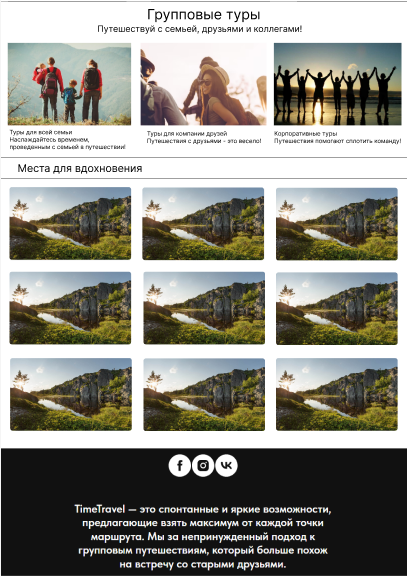 Групповые туры
Путешествуй с семьей, друзьями и коллегами!
Туры для всей семьи
Наслаждайтесь временем,
проведенным с семьей в путешествии!
Туры для компании друзей
Путешествия с друзьями - это весело!
Корпоративные туры
Путешествия помогают сплотить команду!
Места для вдохновения
TimeTravel — это спонтанные и яркие возможности,
предлагающие взять максимум от каждой точки
маршрута. Мы за непринужденный подход к
групповым путешествиям, который больше похож
на встречу со старыми друзьями.